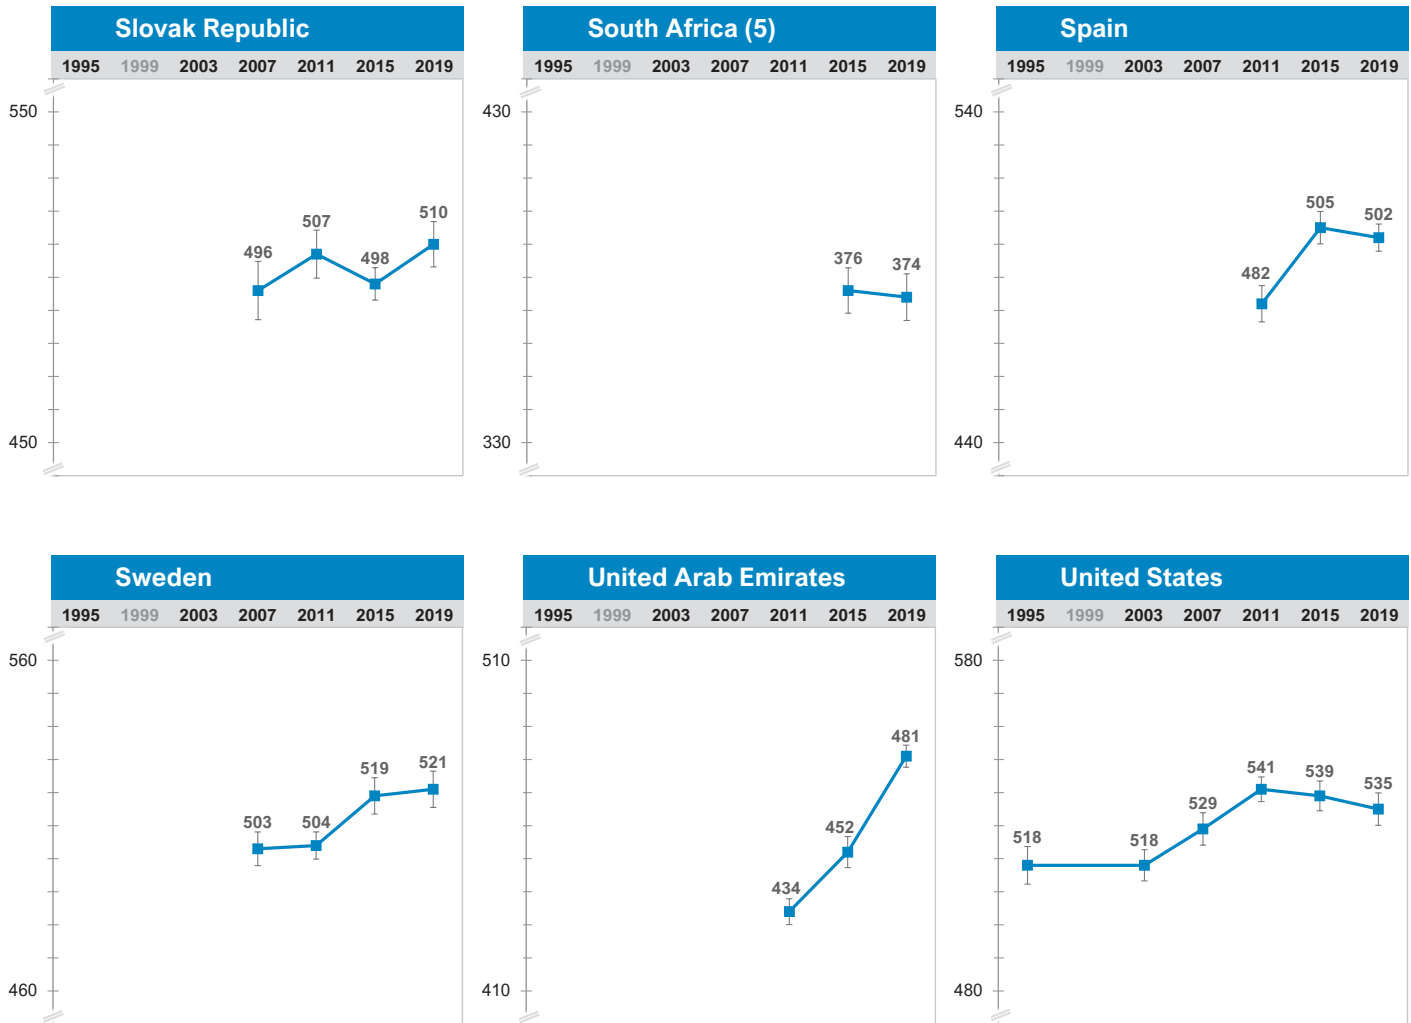 Slovak Republic
1995 1999 2003 2007 2011 2015 2019
550
450
496
507
498
510
South Africa (5)
1995 1999 2003 2007 2011 2015 2019
430
330
376
374
Spain
1995 1999 2003 2007 2011 2015 2019
540
440
482
505
502
Sweden
1995 1999 2003 2007 2011 2015 2019
560
460
503
504
519
521
United Arab Emirates
1995 1999 2003 2007 2011 2015 2019
510
410
434
452
481
United States
1995 1999 2003 2007 2011 2015 2019
580
480
518
518
529
541
539
535